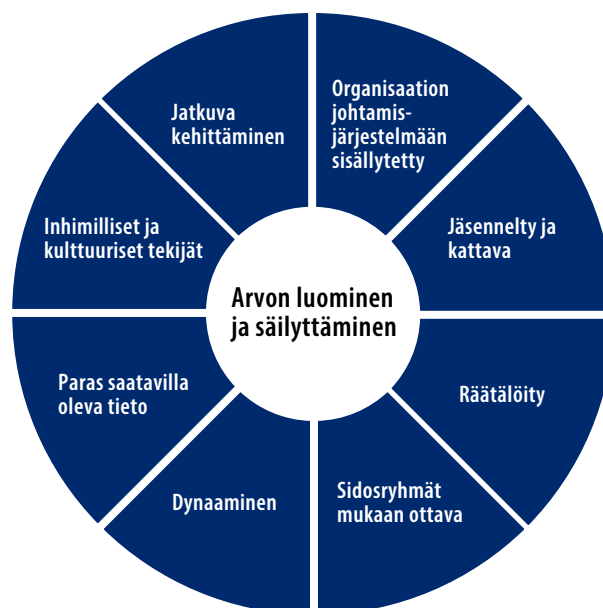 Organisaation
johtamis-
järjestelmään
sisällytetty
Jäsennelty ja
kattava
Räätälöity
Sidosryhmät
mukaan ottava
Dynaaminen
Paras saatavilla
oleva tieto
Inhimilliset ja
kulttuuriset tekijät
Jatkuva
kehittäminen
Arvon luominen
ja säilyttäminen